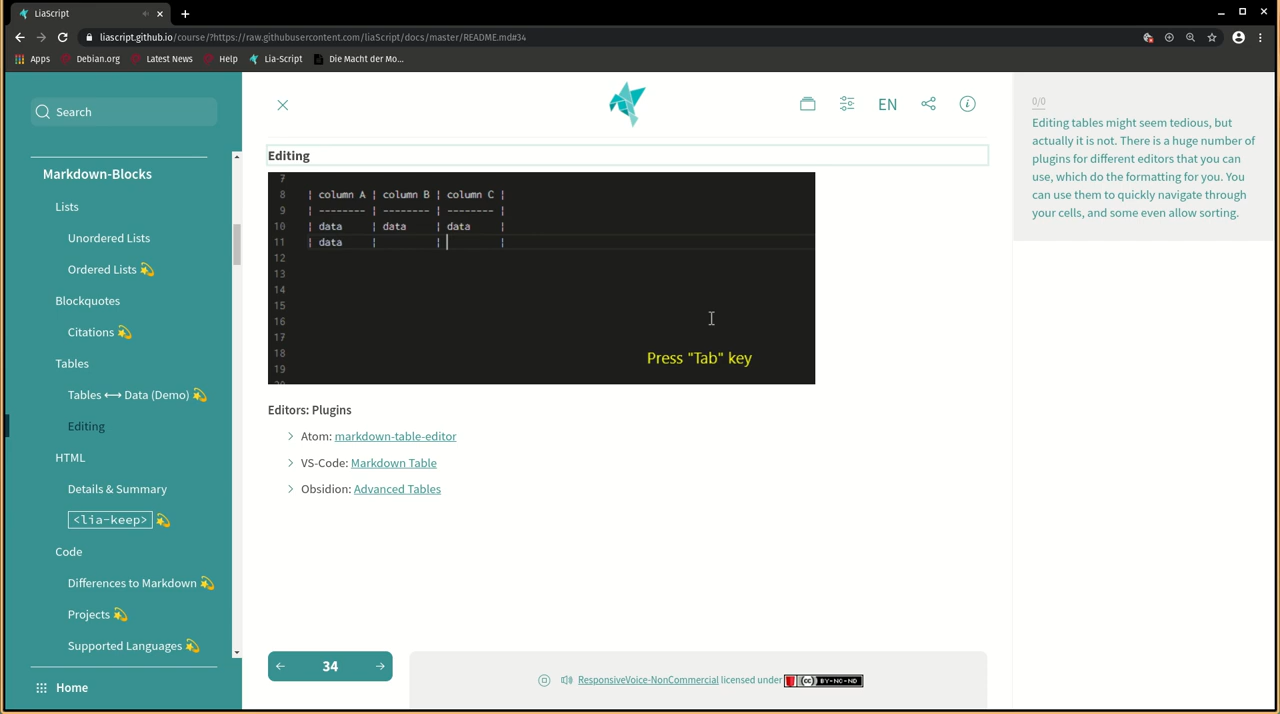 LiaScript
liascript.github.io/course/?https://raw.githubusercontent.com/liaScript/docs/master/README.md#34
Apps
Debian.org
Latest News
Help
Lia-Script
Die Macht der Mo...
Search
Markdown-Blocks
Lists
Unordered Lists
Ordered Lists 💫
Blockquotes
Citations 💫
Tables
Tables ⟷ Data (Demo) 💫
Editing
HTML
Details & Summary
<lia-keep> 💫
Code
Differences to Markdown 💫
Projects 💫
Supported Languages 💫
Home
EN
Editing
7
8 | column A | column B | column C |
9 | -------- | -------- | -------- |
10 | data | data | data |
11 | data | | |
12
13
14
15
16
17
18
19
20
Press "Tab" key
Editors: Plugins
Atom: markdown-table-editor
VS-Code: Markdown Table
Obsidion: Advanced Tables
← 34 →
ResponsiveVoice-NonCommercial licensed under
cc BY-NC-ND
0/0
Editing tables might seem tedious, but
actually it is not. There is a huge number of
plugins for different editors that you can
use, which do the formatting for you. You
can use them to quickly navigate through
your cells, and some even allow sorting.